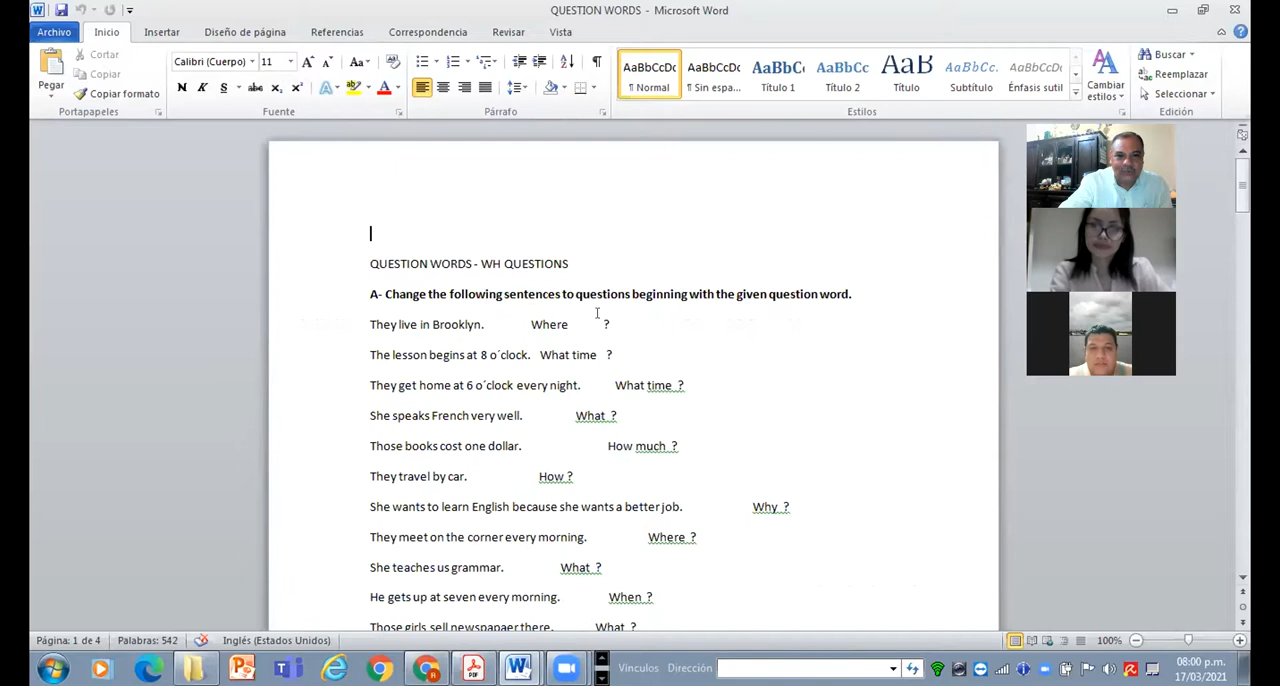 QUESTION WORDS - Microsoft Word
Archivo Inicio Insertar Diseño de página Referencias Correspondencia Revisar Vista
Pegar
Cortar
Copiar
Copiar formato
Calibri (Cuerpo) 11
AaBbCcDc AaBbCcDc AaBbC AaBbCc AaB AaBbCc. AaBbCcDc
¶ Normal ¶ Sin espa... Título 1 Título 2 Título Subtítulo Énfasis sutil
Cambiar estilos
Buscar
Reemplazar
Seleccionar
Portapapeles Fuente Párrafo Estilos Edición
QUESTION WORDS - WH QUESTIONS
A- Change the following sentences to questions beginning with the given question word.
They live in Brooklyn. Where ?
The lesson begins at 8 o´clock. What time ?
They get home at 6 o´clock every night. What time ?
She speaks French very well. What ?
Those books cost one dollar. How much ?
They travel by car. How ?
She wants to learn English because she wants a better job. Why ?
They meet on the corner every morning. Where ?
She teaches us grammar. What ?
He gets up at seven every morning. When ?
Those girls sell newspapaer there. What ?
Página: 1 de 4 Palabras: 542 Inglés (Estados Unidos) 100%
Vínculos Dirección
08:00 p.m.
17/03/2021